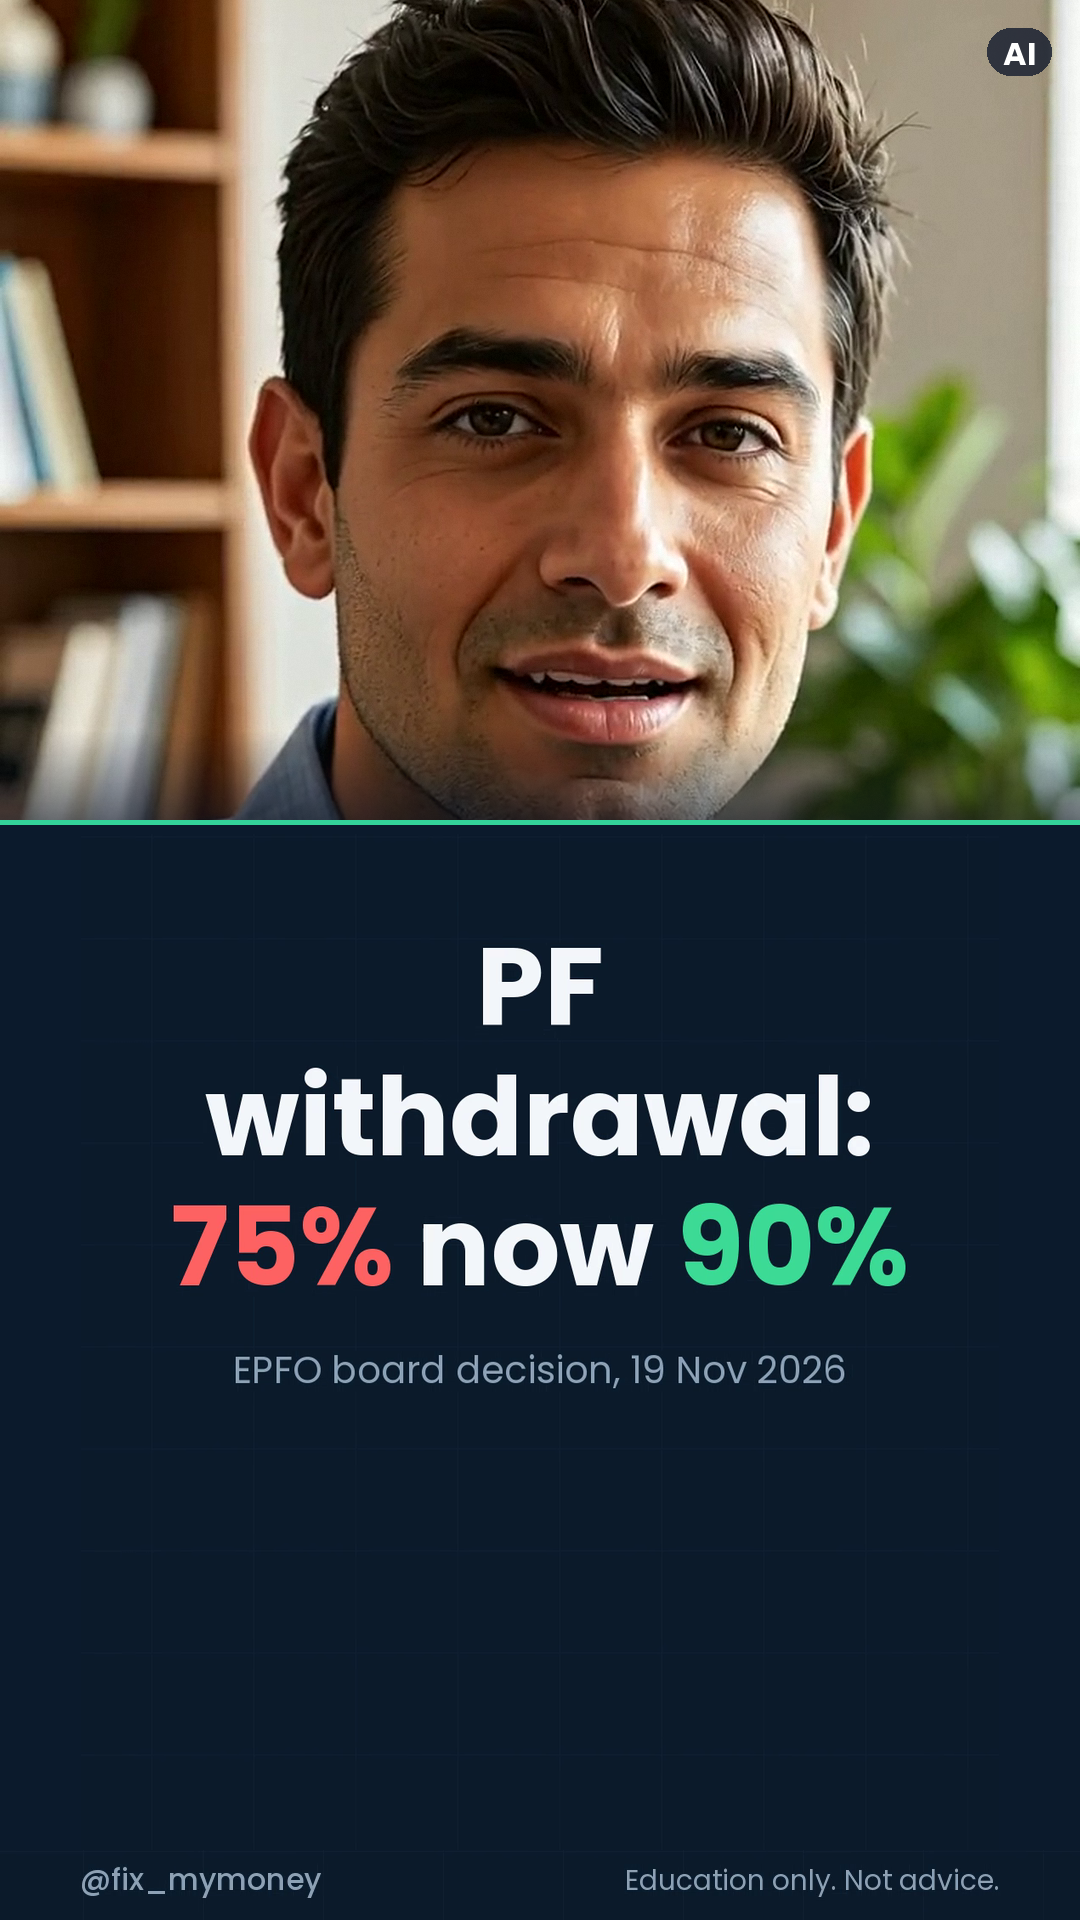 AI
PF
withdrawal:
75% now 90%
EPFO board decision, 19 Nov 2026
@fix_mymoney
Education only. Not advice.